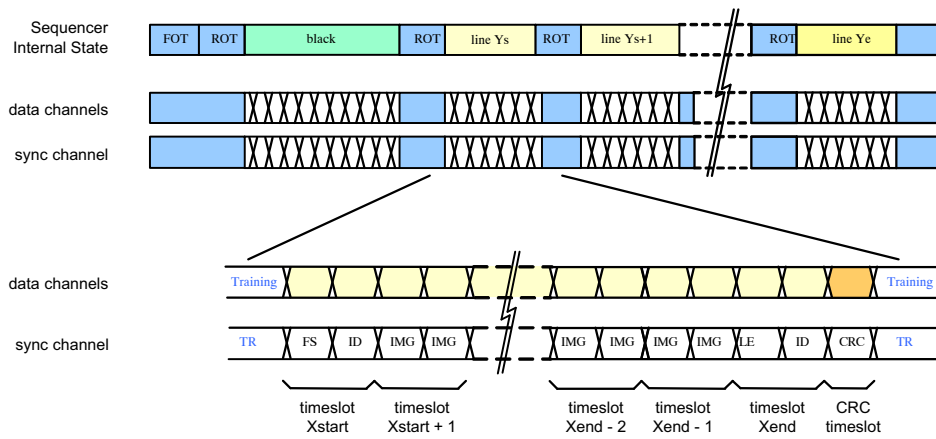 Sequencer
Internal State
FOT ROT black ROT line Ys ROT line Ys+1 ROT line Ye
data channels
sync channel
data channels
Training Training
sync channel
TR FS ID IMG IMG IMG IMG IMG IMG LE ID CRC TR
timeslot timeslot timeslot timeslot timeslot CRC
Xstart Xstart + 1 Xend - 2 Xend - 1 Xend timeslot